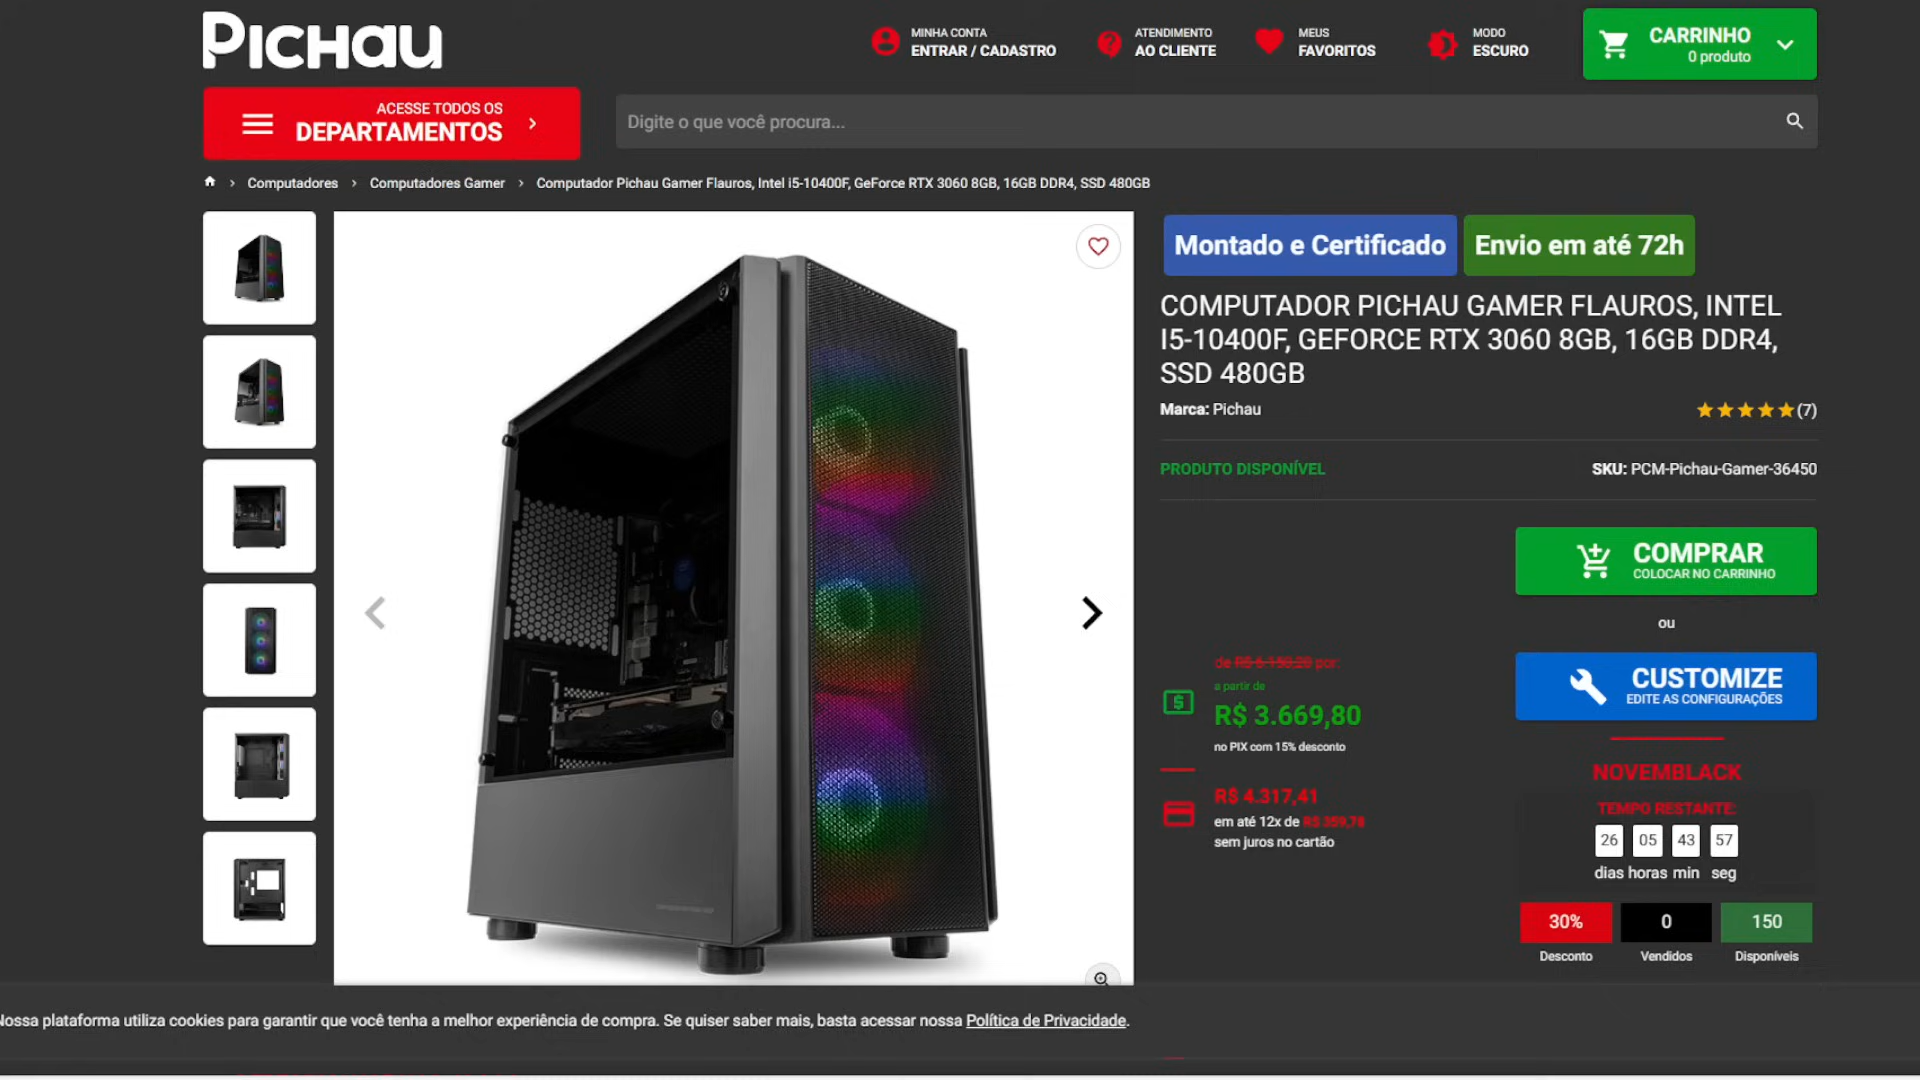 PICHAU
MINHA CONTA
ENTRAR / CADASTRO
ATENDIMENTO
AO CLIENTE
MEUS
FAVORITOS
MODO
ESCURO
CARRINHO
0 produto
ACESSE TODOS OS
DEPARTAMENTOS
Digite o que você procura...
Computadores
Computadores Gamer
Computador Pichau Gamer Flauros, Intel i5-10400F, GeForce RTX 3060 8GB, 16GB DDR4, SSD 480GB
Montado e Certificado
Envio em até 72h
COMPUTADOR PICHAU GAMER FLAUROS, INTEL
I5-10400F, GEFORCE RTX 3060 8GB, 16GB DDR4,
SSD 480GB
Marca: Pichau
(7)
PRODUTO DISPONÍVEL
SKU: PCM-Pichau-Gamer-36450
COMPRAR
COLOCAR NO CARRINHO
ou
CUSTOMIZE
EDITE AS CONFIGURAÇÕES
de R$ por:
a partir de
R$ 3.669,80
no PIX com 15% desconto
R$ 4.317,41
em até 12x de R$ 359,78
sem juros no cartão
NOVEMBLACK
TEMPO RESTANTE:
26 05 43 57
dias horas min seg
30% 0 150
Desconto Vendidos Disponíveis
Nossa plataforma utiliza cookies para garantir que você tenha a melhor experiência de compra. Se quiser saber mais, basta acessar nossa Política de Privacidade.